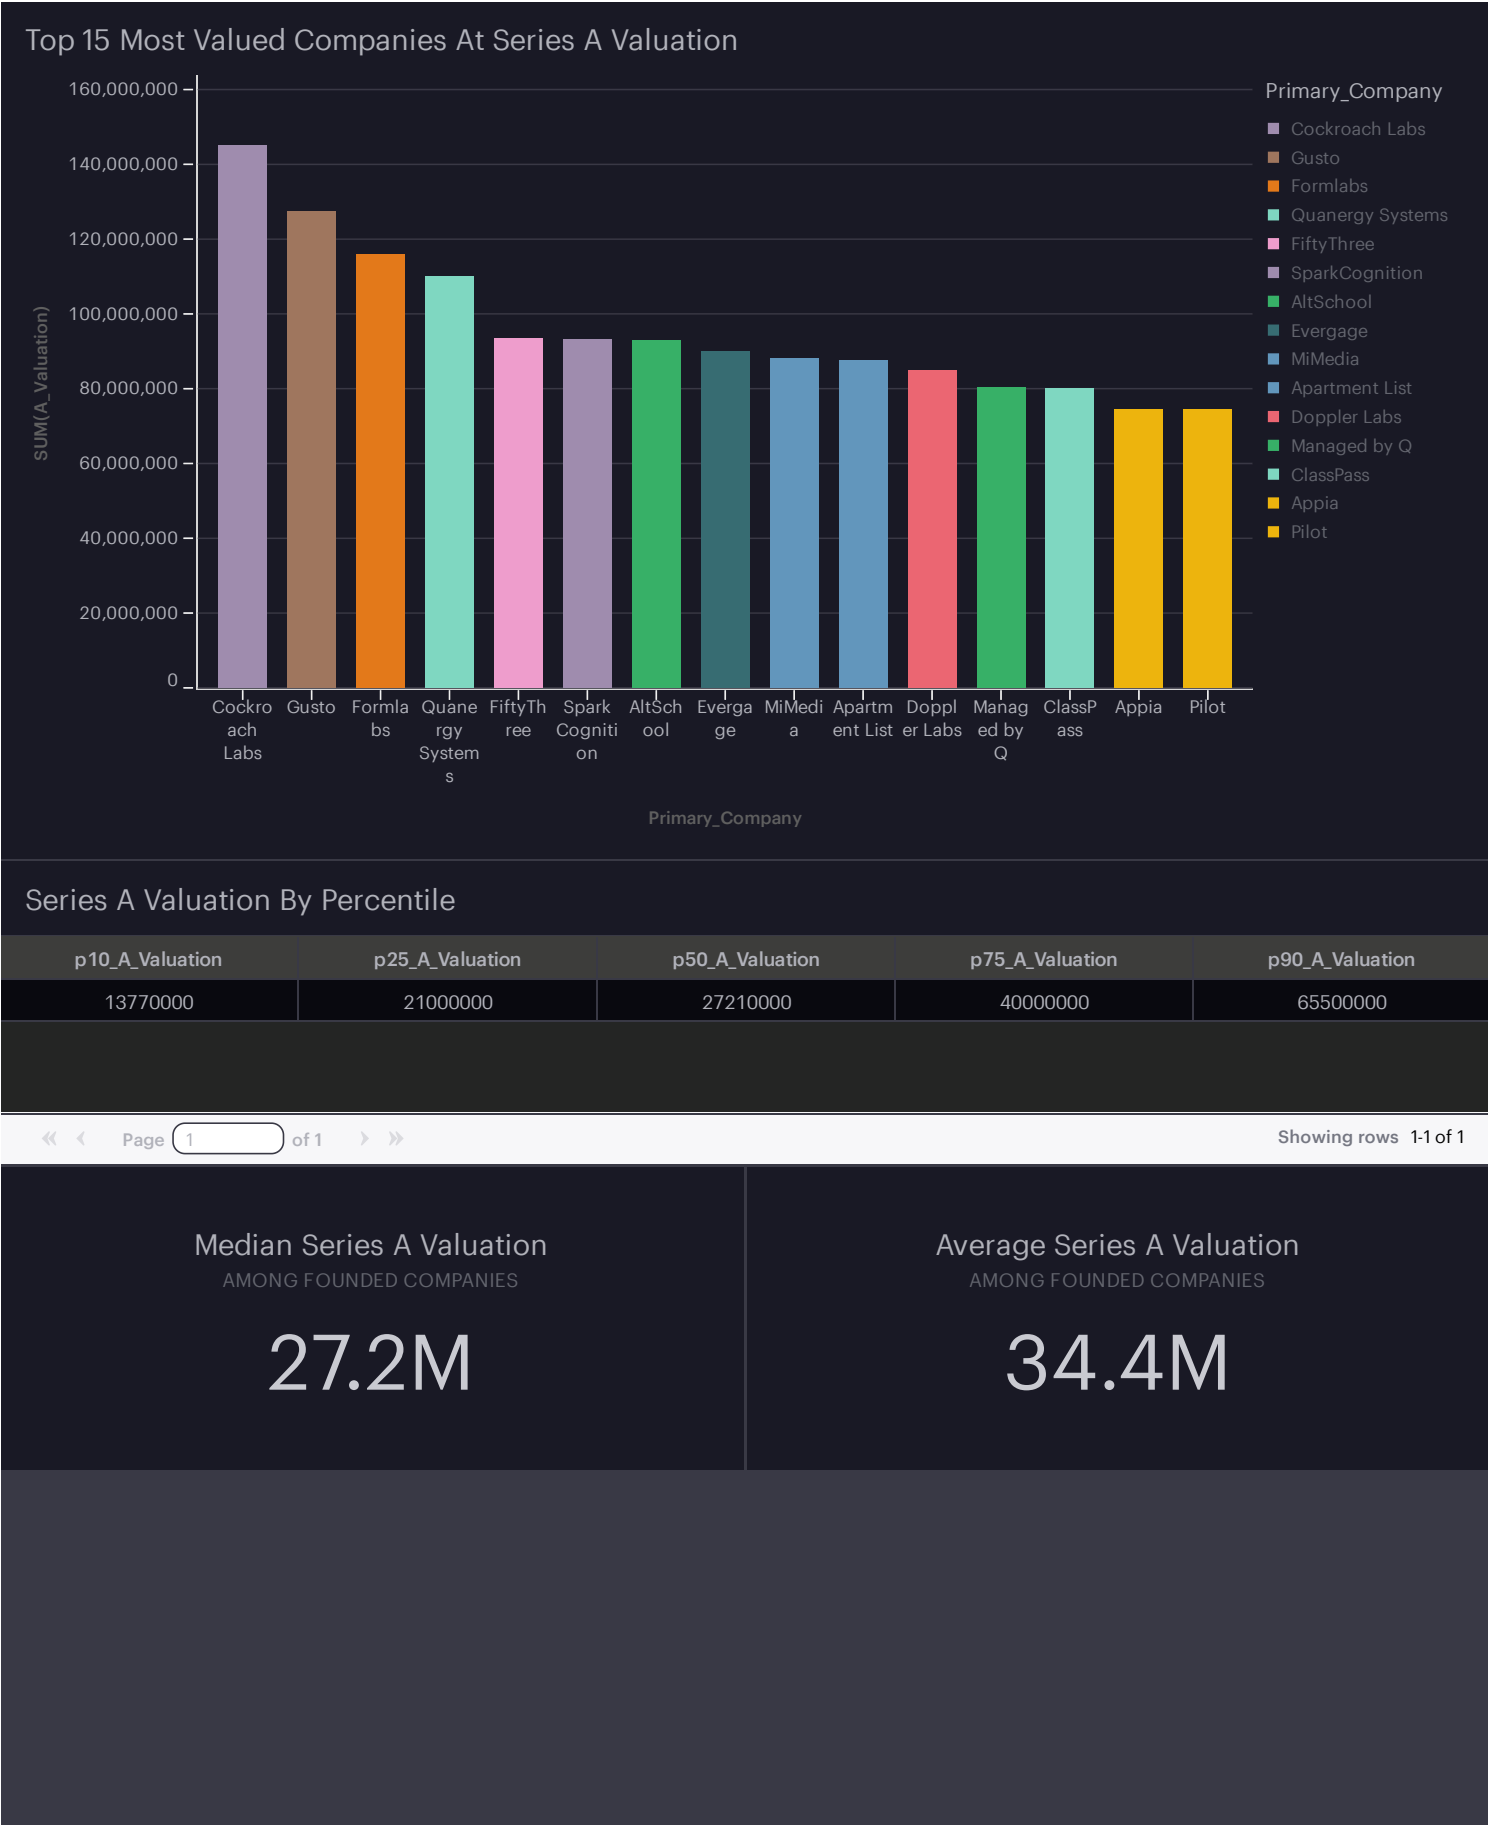 Top 15 Most Valued Companies At Series A Valuation
160,000,000
140,000,000
120,000,000
100,000,000
80,000,000
60,000,000
40,000,000
20,000,000
0
SUM(A_Valuation)
Cockro
ach
Labs
Gusto
Formla
bs
Quane
rgy
System
s
FiftyTh
ree
Spark
Cogniti
on
AltSch
ool
Everga
ge
MiMedi
a
Apartm
ent List
Doppl
er Labs
Manag
ed by
Q
ClassP
ass
Appia
Pilot
Primary_Company
Primary_Company
Cockroach Labs
Gusto
Formlabs
Quanergy Systems
FiftyThree
SparkCognition
AltSchool
Evergage
MiMedia
Apartment List
Doppler Labs
Managed by Q
ClassPass
Appia
Pilot
Series A Valuation By Percentile
p10_A_Valuation p25_A_Valuation p50_A_Valuation p75_A_Valuation p90_A_Valuation
13770000 21000000 27210000 40000000 65500000
« ‹ Page 1 of 1 › » Showing rows 1-1 of 1
Median Series A Valuation
AMONG FOUNDED COMPANIES
27.2M
Average Series A Valuation
AMONG FOUNDED COMPANIES
34.4M